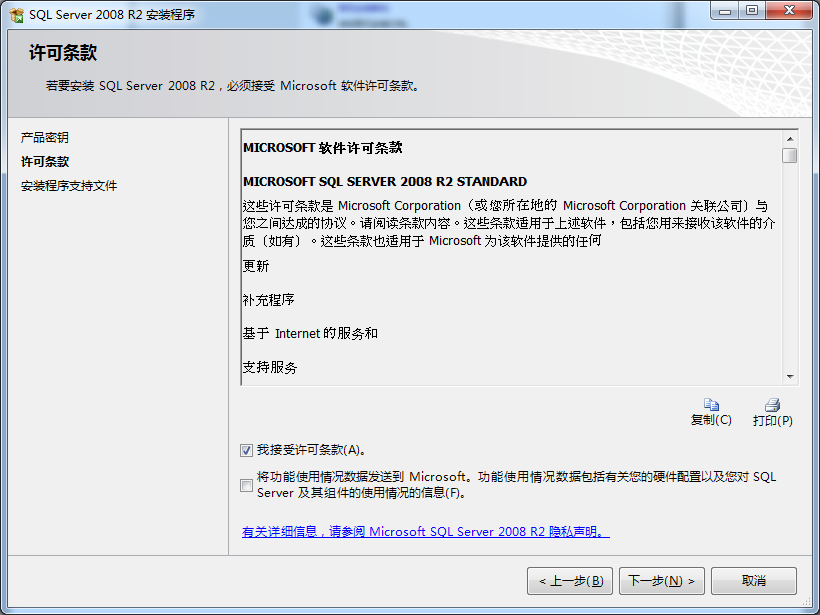 SQL Server 2008 R2 安装程序
许可条款
若要安装 SQL Server 2008 R2，必须接受 Microsoft 软件许可条款。
产品密钥
许可条款
安装程序支持文件
MICROSOFT 软件许可条款
MICROSOFT SQL SERVER 2008 R2 STANDARD
这些许可条款是 Microsoft Corporation（或您所在地的 Microsoft Corporation 关联公司）与
您之间达成的协议。请阅读条款内容。这些条款适用于上述软件，包括您用来接收该软件的介
质（如有）。这些条款也适用于 Microsoft 为该软件提供的任何
更新
补充程序
基于 Internet 的服务和
支持服务
复制(C)
打印(P)
我接受许可条款(A)。
将功能使用情况数据发送到 Microsoft。功能使用情况数据包括有关您的硬件配置以及您对 SQL
Server 及其组件的使用情况的信息(F)。
有关详细信息，请参阅 Microsoft SQL Server 2008 R2 隐私声明。
< 上一步(B)
下一步(N) >
取消